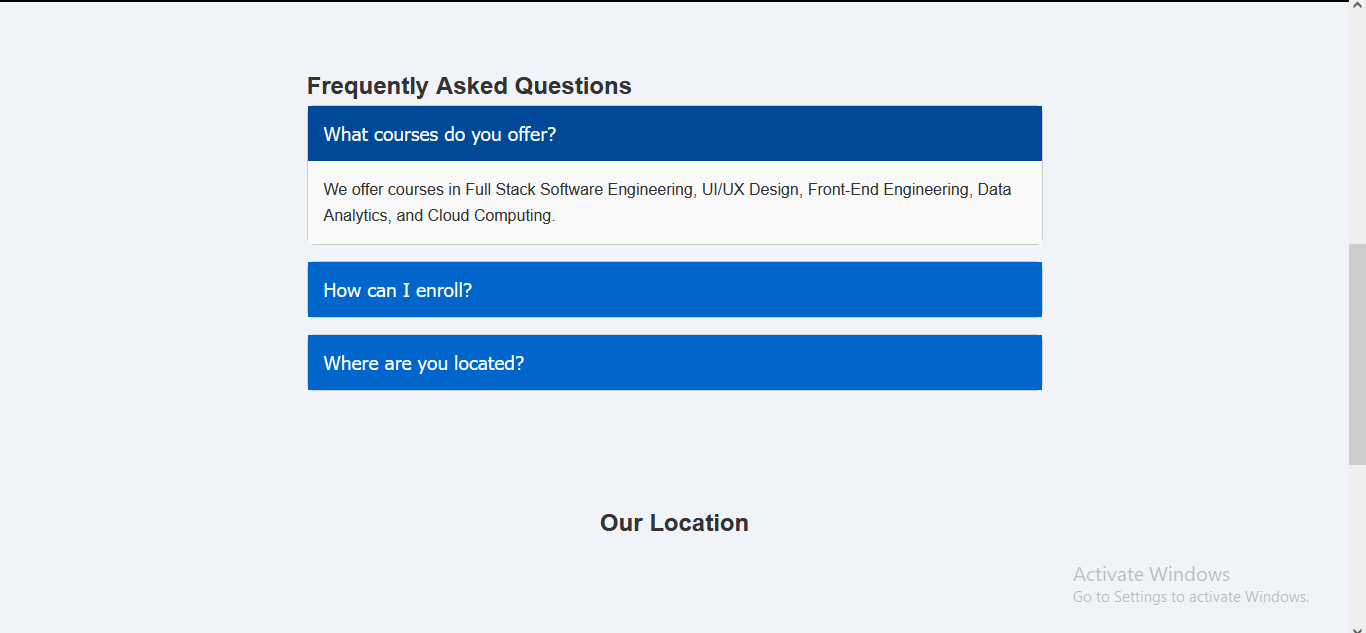 Frequently Asked Questions
What courses do you offer?
We offer courses in Full Stack Software Engineering, UI/UX Design, Front-End Engineering, Data
Analytics, and Cloud Computing.
How can I enroll?
Where are you located?
Our Location
Activate Windows
Go to Settings to activate Windows.